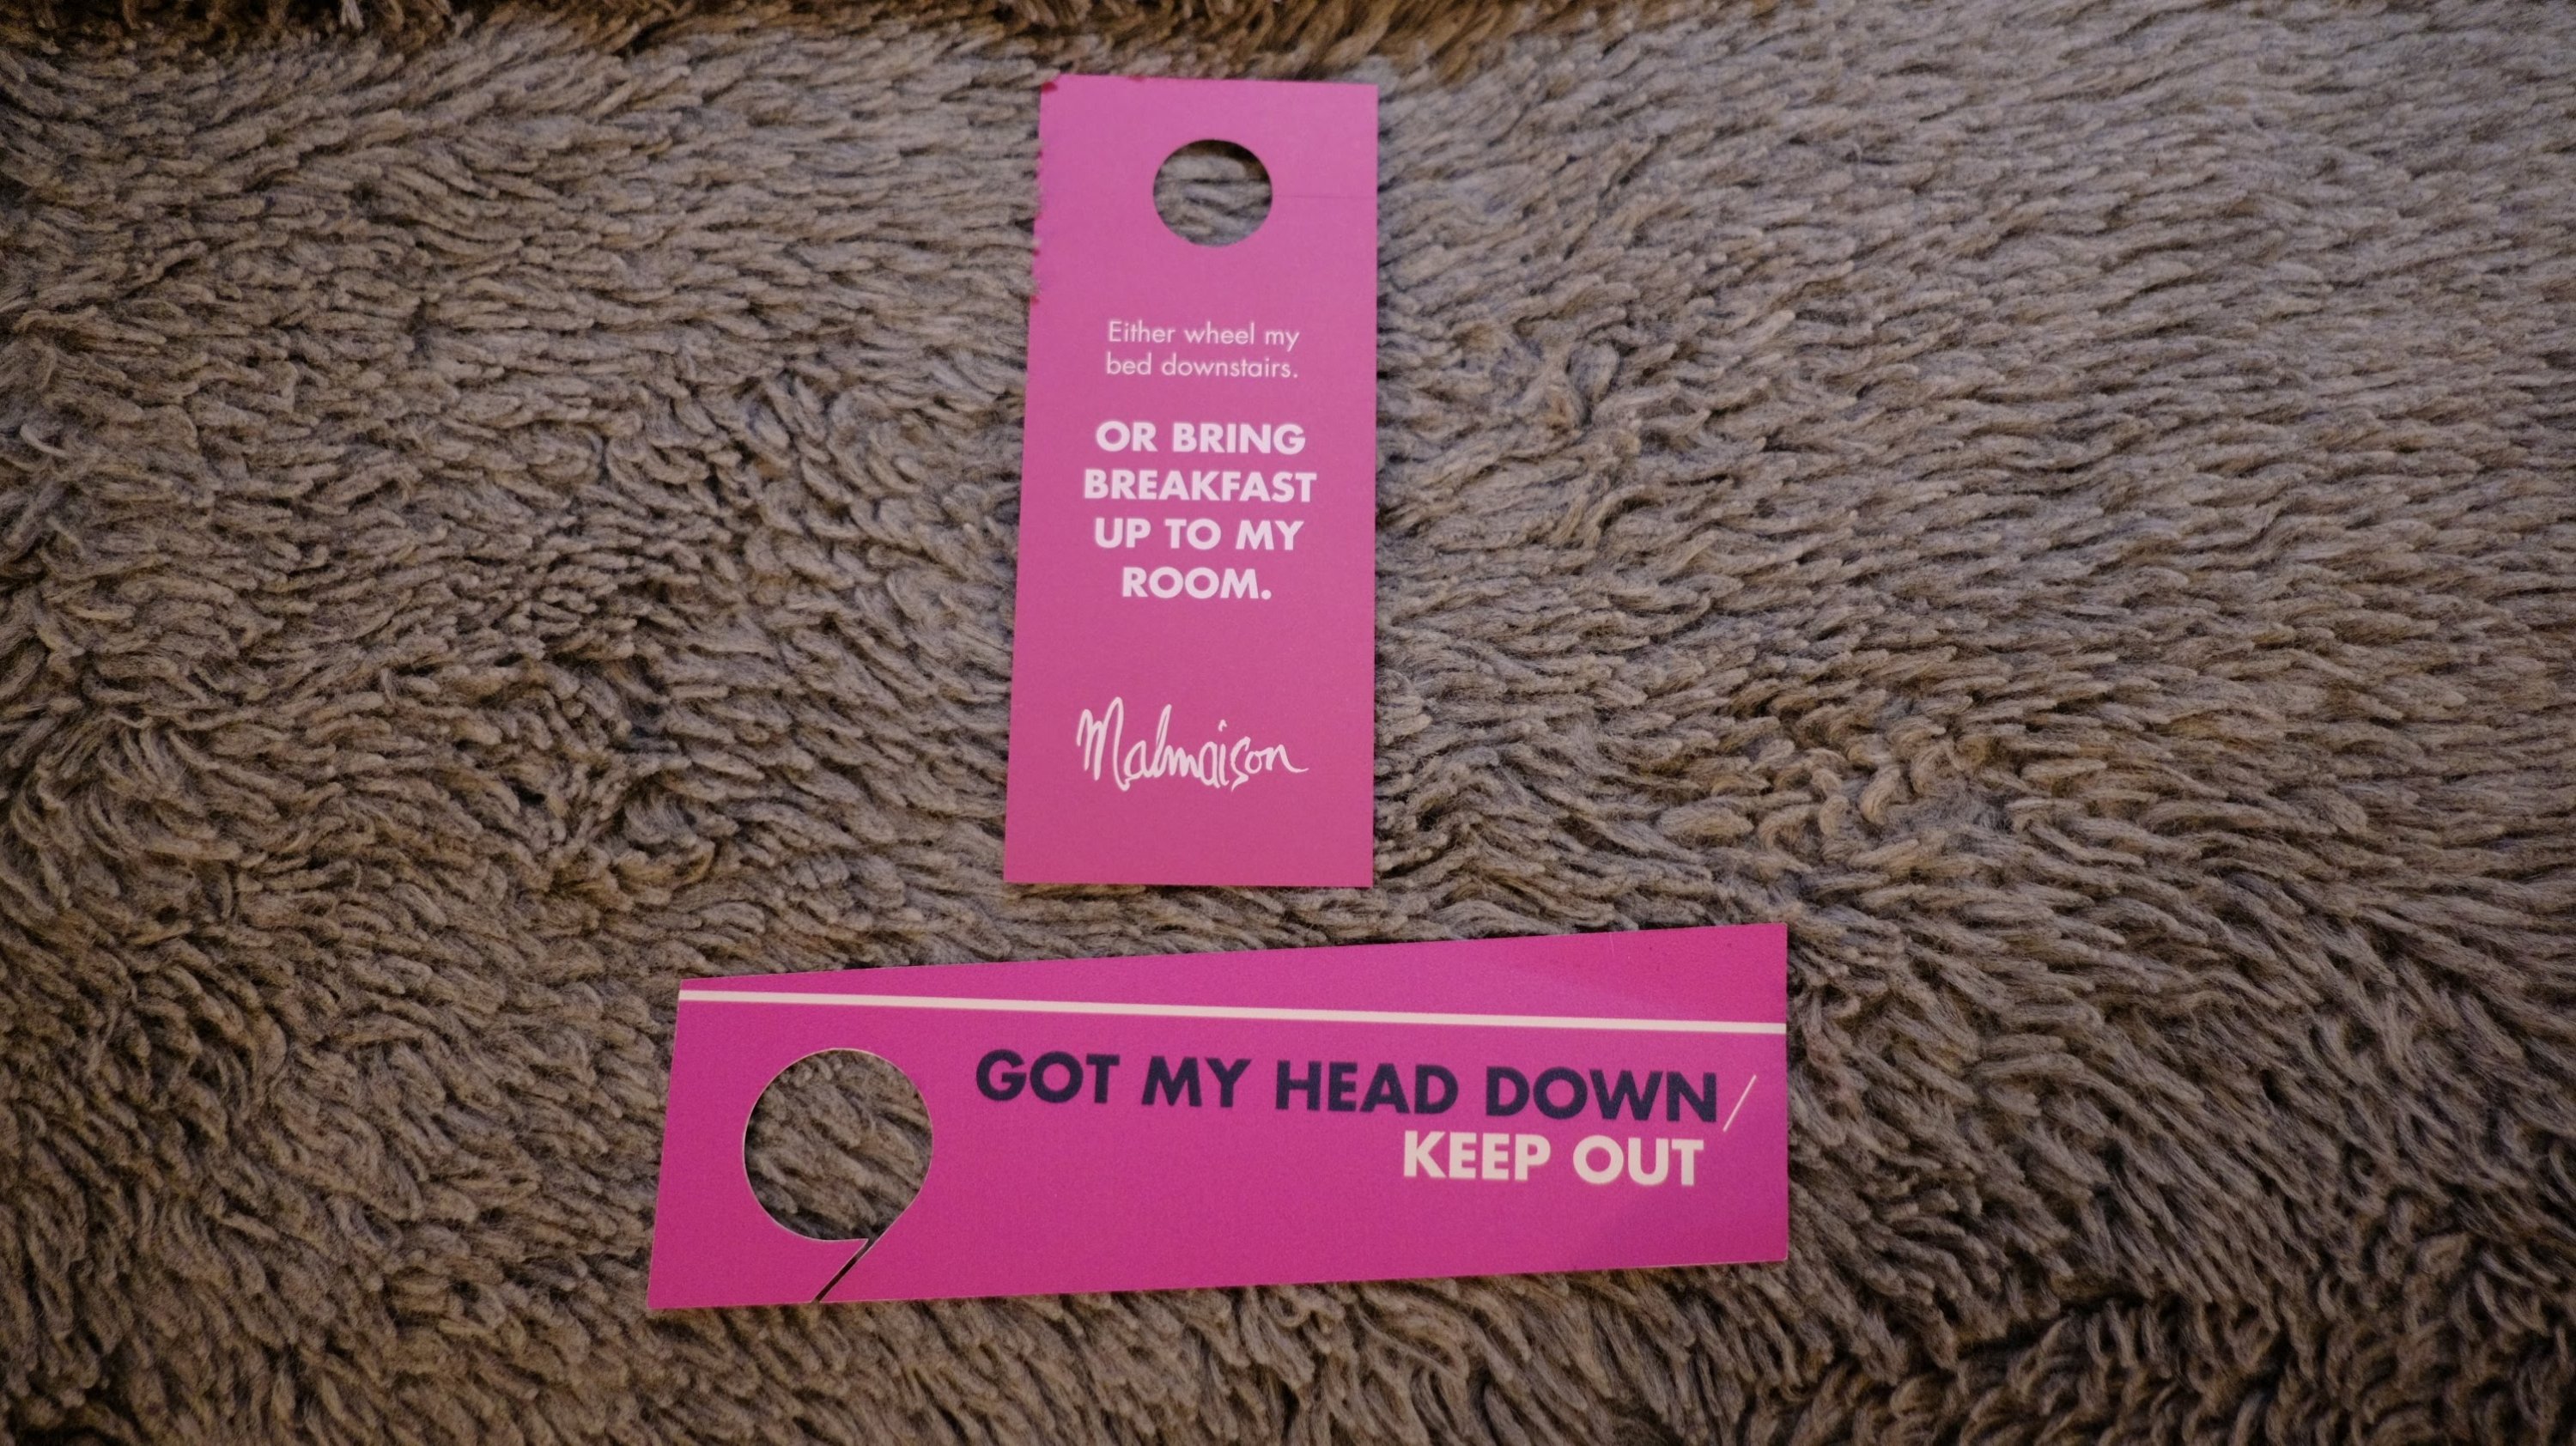 Either wheel my
bed downstairs.
OR BRING
BREAKFAST
UP TO MY
ROOM.
Malmaison
GOT MY HEAD DOWN/
KEEP OUT